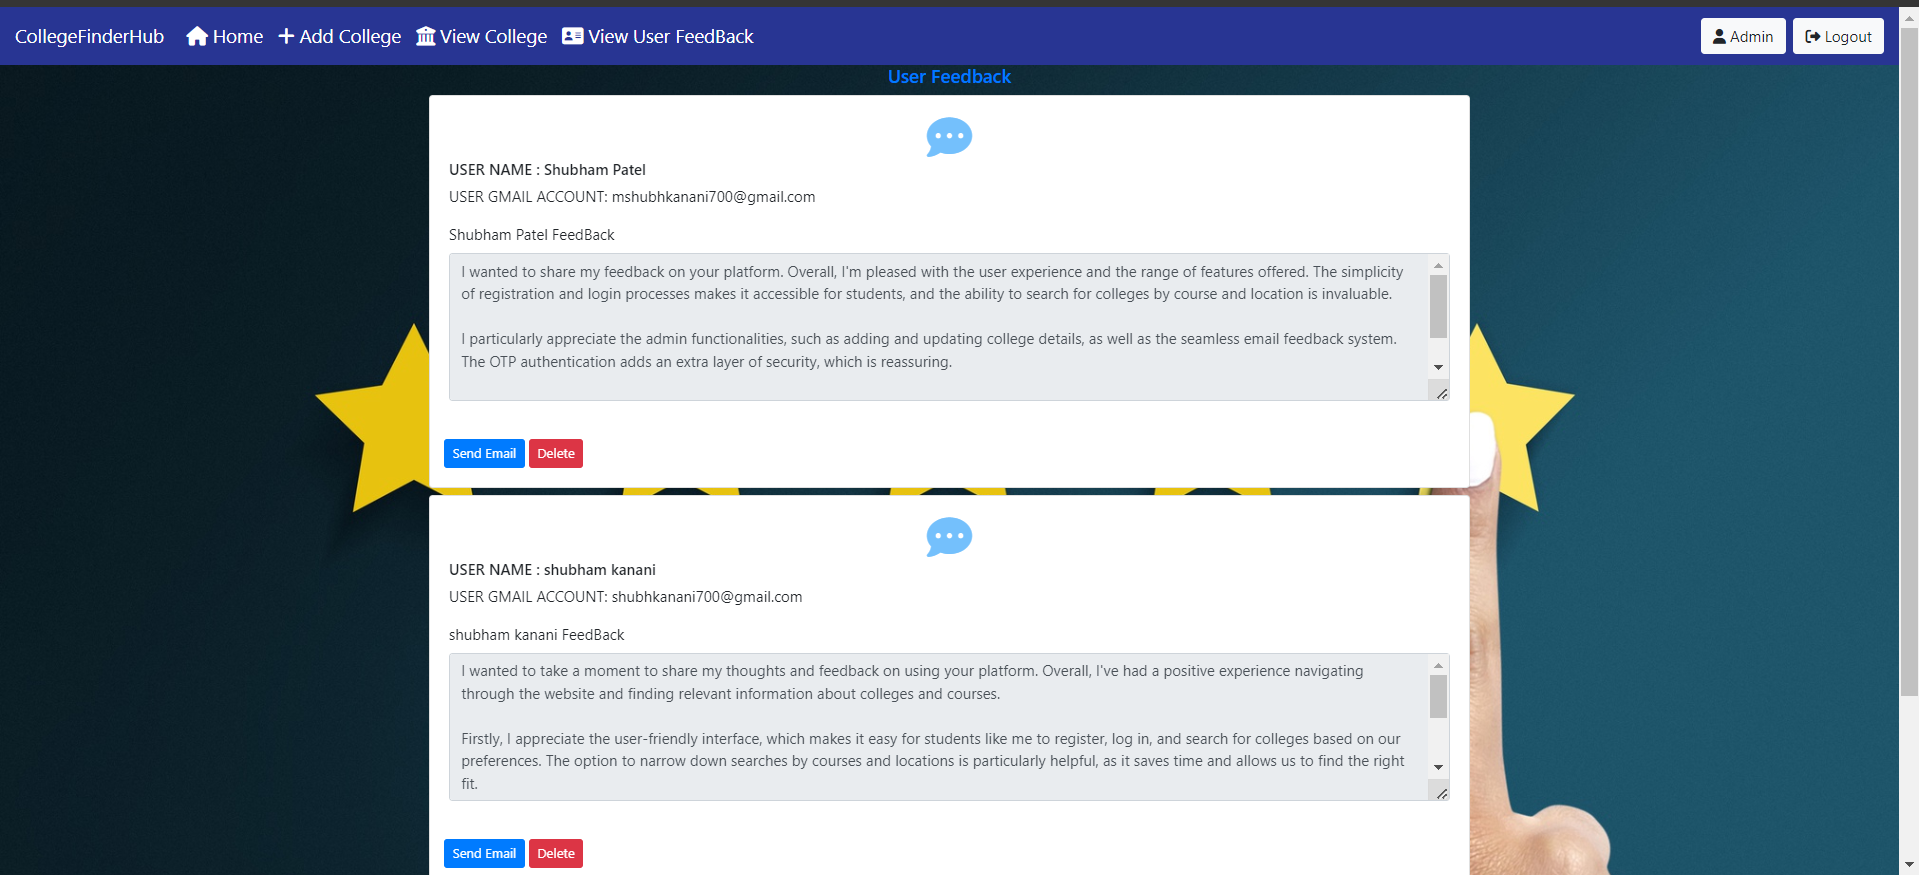 CollegeFinderHub Home Add College View College View User FeedBack Admin Logout
User Feedback
USER NAME : Shubham Patel
USER GMAIL ACCOUNT: mshubhkanani700@gmail.com
Shubham Patel FeedBack
I wanted to share my feedback on your platform. Overall, I'm pleased with the user experience and the range of features offered. The simplicity
of registration and login processes makes it accessible for students, and the ability to search for colleges by course and location is invaluable.
I particularly appreciate the admin functionalities, such as adding and updating college details, as well as the seamless email feedback system.
The OTP authentication adds an extra layer of security, which is reassuring.
Send Email Delete
USER NAME : shubham kanani
USER GMAIL ACCOUNT: shubhkanani700@gmail.com
shubham kanani FeedBack
I wanted to take a moment to share my thoughts and feedback on using your platform. Overall, I've had a positive experience navigating
through the website and finding relevant information about colleges and courses.
Firstly, I appreciate the user-friendly interface, which makes it easy for students like me to register, log in, and search for colleges based on our
preferences. The option to narrow down searches by courses and locations is particularly helpful, as it saves time and allows us to find the right
fit.
Send Email Delete